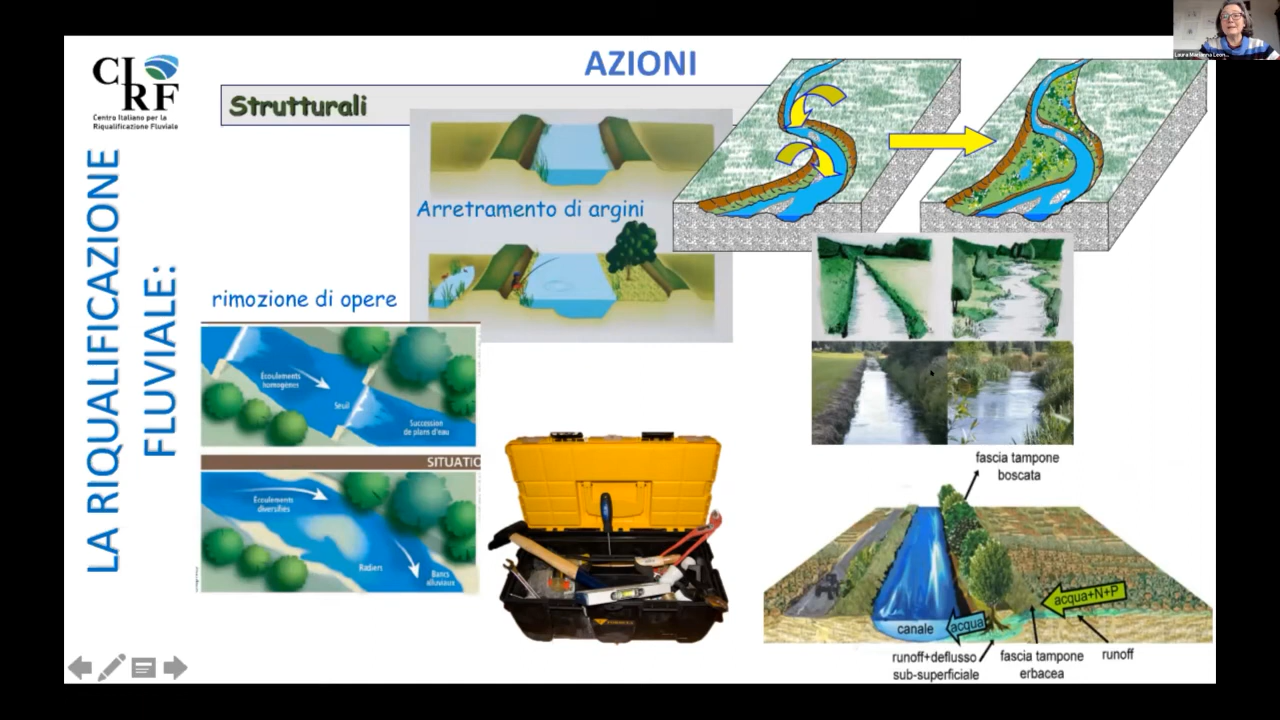 CIRF
Centro Italiano per la
Riqualificazione Fluviale
LA RIQUALIFICAZIONE
FLUVIALE:
AZIONI
Strutturali
Arretramento di argini
rimozione di opere
Écoulements
homogènes
Seuil
Succession
de plans d'eau
SITUATIO
Écoulements
diversifiés
Radiers
Bancs
alluviaux
fascia tampone
boscata
acqua+N+P
canale
acqua
runoff+deflusso
sub-superficiale
fascia tampone
erbacea
runoff